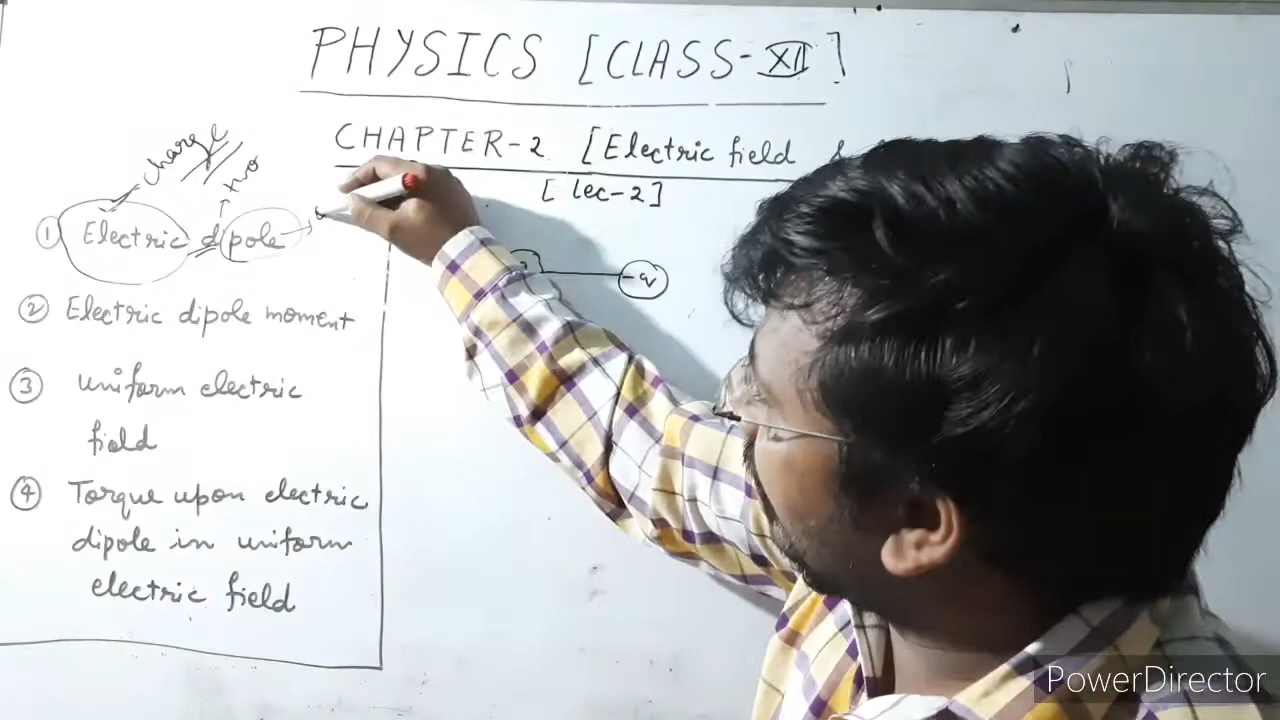 PHYSICS [CLASS-XII]
CHAPTER-2 [Electric field &
[Lec-2]
charge
two
① Electric dipole →
-q
② Electric dipole moment
③ uniform electric
field
④ Torque upon electric
dipole in uniform
electric field
PowerDirector